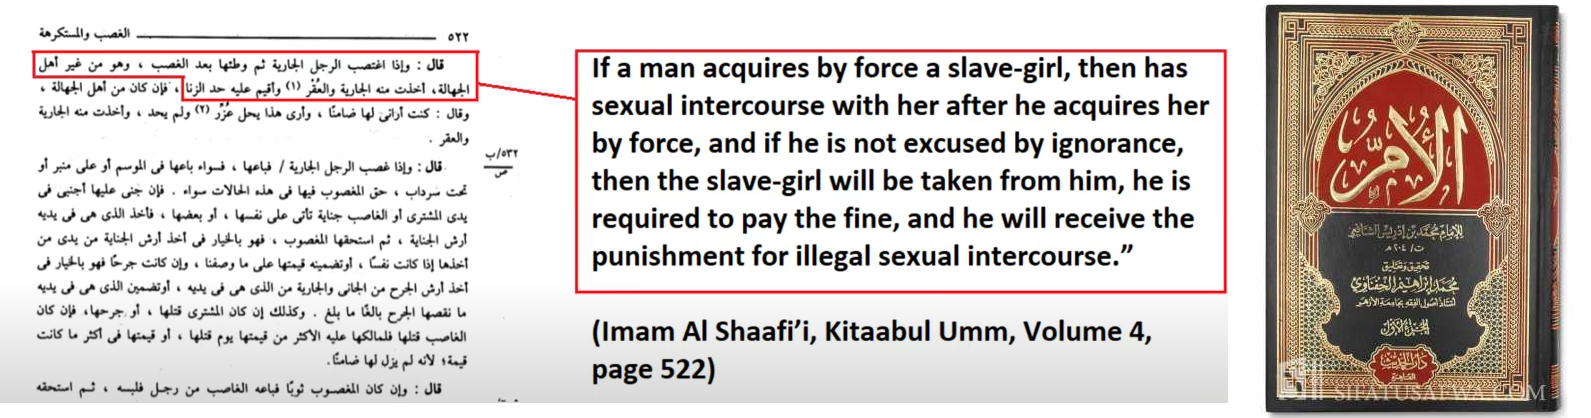 ٥٢٢ ــــــــــــــــــــ الغصب والمستكرهة
قال : وإذا اغتصب الرجل الجارية ثم وطئها بعد الغصب ، وهو من غير أهل
الجهالة، أخذت منه الجارية والعُقْر (١) وأقيم عليه حد الزنا ، فإن كان من أهل الجهالة ،
وقال : كنت أرانى لها ضامنًا ، وأرى هذا يحل عُزِّر (٢) ولم يحد ، وأخذت منه الجارية
والعقر .
قال : وإذا غصب الرجل الجارية / فباعها ، فسواء باعها فى الموسم أو على منبر أو
٥٣٢/ب
ص
تحت سرداب ، حق المغصوب فيها فى هذه الحالات سواء . فإن جنى عليها أجنبى فى
يدى المشترى أو الغاصب جناية تأتى على نفسها ، أو بعضها ، فأخذ الذى هى فى يديه
أرش الجناية ، ثم استحقها المغصوب ، فهو بالخيار فى أخذ أرش الجناية من يدى من
أخذها إذا كانت نفسًا ، أوتضمينه قيمتها على ما وصفنا ، وإن كانت جرحًا فهو بالخيار فى
أخذ أرش الجرح من الجانى والجارية من الذى هى فى يديه ، أوتضمين الذى هى فى يديه
ما نقصها الجرح بالغًا ما بلغ . وكذلك إن كان المشترى قتلها ، أو جرحها، فإن كان
الغاصب قتلها فلمالكها عليه الأكثر من قيمتها يوم قتلها ، أو قيمتها فى أكثر ما كانت
قيمة؛ لأنه لم يزل لها ضامنًا.
قال : وإن كان المغصوب ثوبًا فباعه الغاصب من رجل فلبسه ، ثم استحقه
If a man acquires by force a slave-girl, then has
sexual intercourse with her after he acquires her
by force, and if he is not excused by ignorance,
then the slave-girl will be taken from him, he is
required to pay the fine, and he will receive the
punishment for illegal sexual intercourse.”
(Imam Al Shaafi’i, Kitaabul Umm, Volume 4,
page 522)
الأم
للإمام محمد بن إدريس الشافعي
ت/ ٢٠٤ هـ
تحقيق وتعليق
محمد إبراهيم الحفناوي
أستاذ أصول الفقه بجامعة الأزهر
الجزء الأول
دار الحديث
القاهرة
SIFATUSAFWA.COM